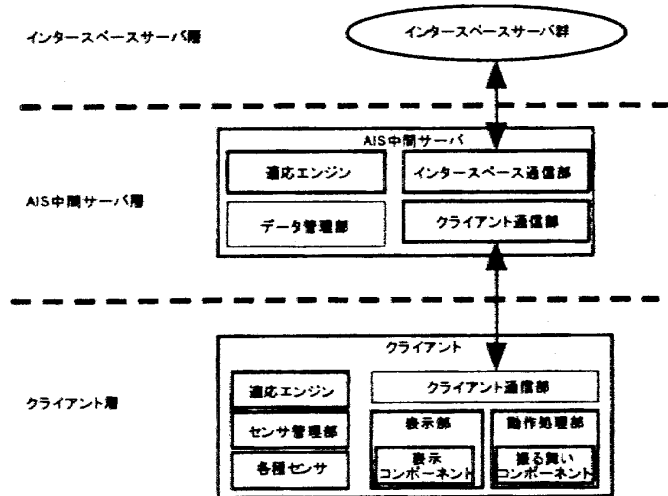 インタースペースサーバ層
インタースペースサーバ群
AIS中間サーバ
適応エンジン
インタースペース通信部
AIS中間サーバ層
データ管理部
クライアント通信部
クライアント
適応エンジン
クライアント通信部
クライアント層
センサ管理部
表示部
動作処理部
各種センサ
表示
コンポーネント
振る舞い
コンポーネント